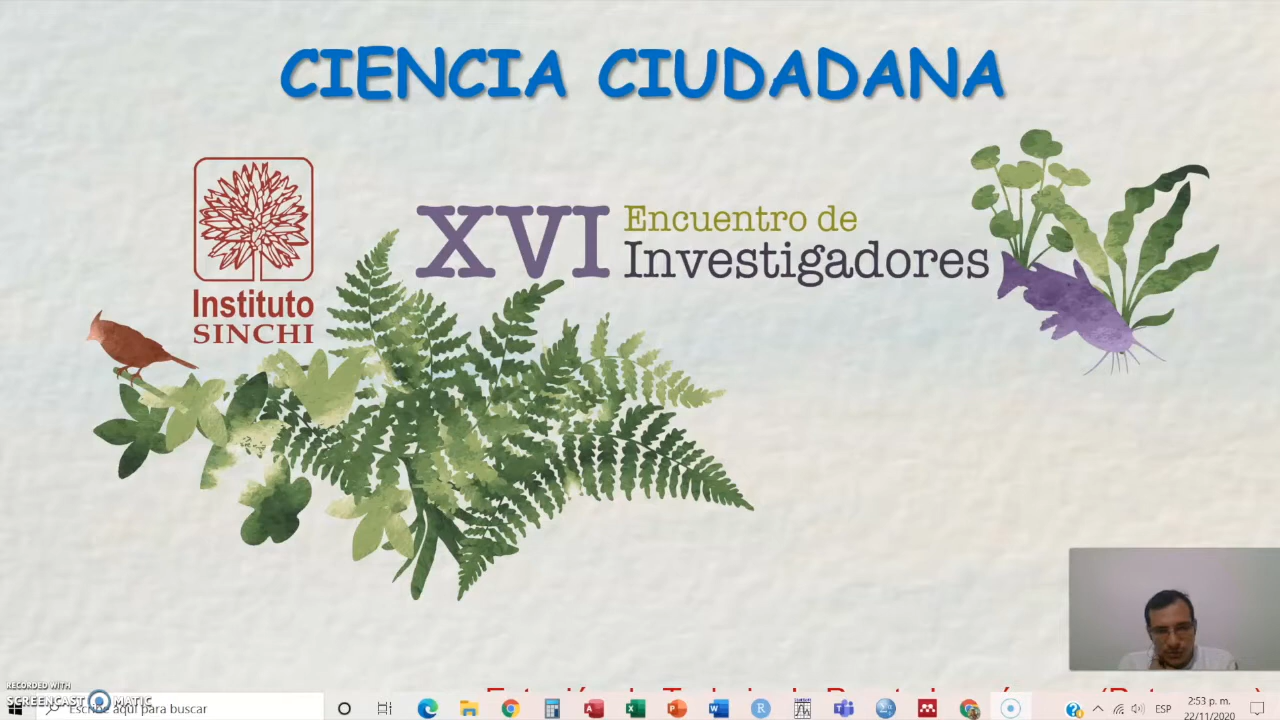 CIENCIA CIUDADANA
XVI Encuentro de
Investigadores
Instituto
SINCHI
RECORDED WITH
SCREENCAST MATIC
Escribe aquí para buscar
ESP
2:53 p. m.
22/11/2020